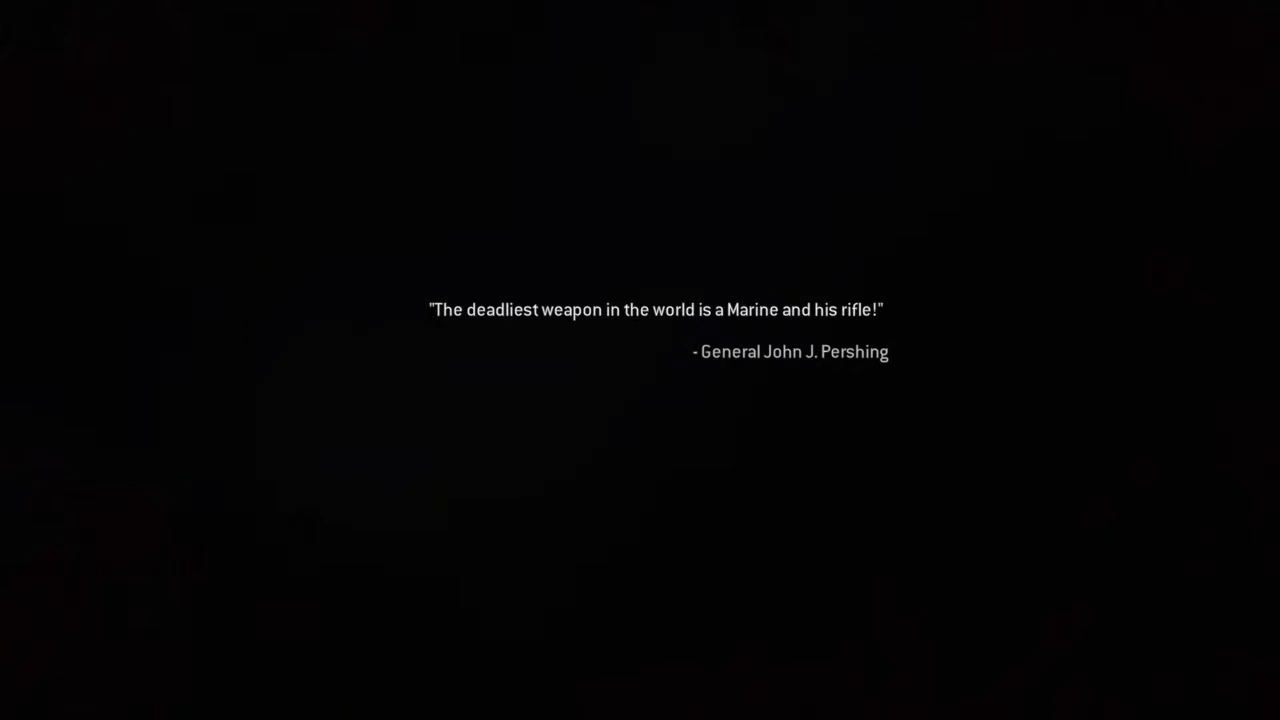 "The deadliest weapon in the world is a Marine and his rifle!"
- General John J. Pershing